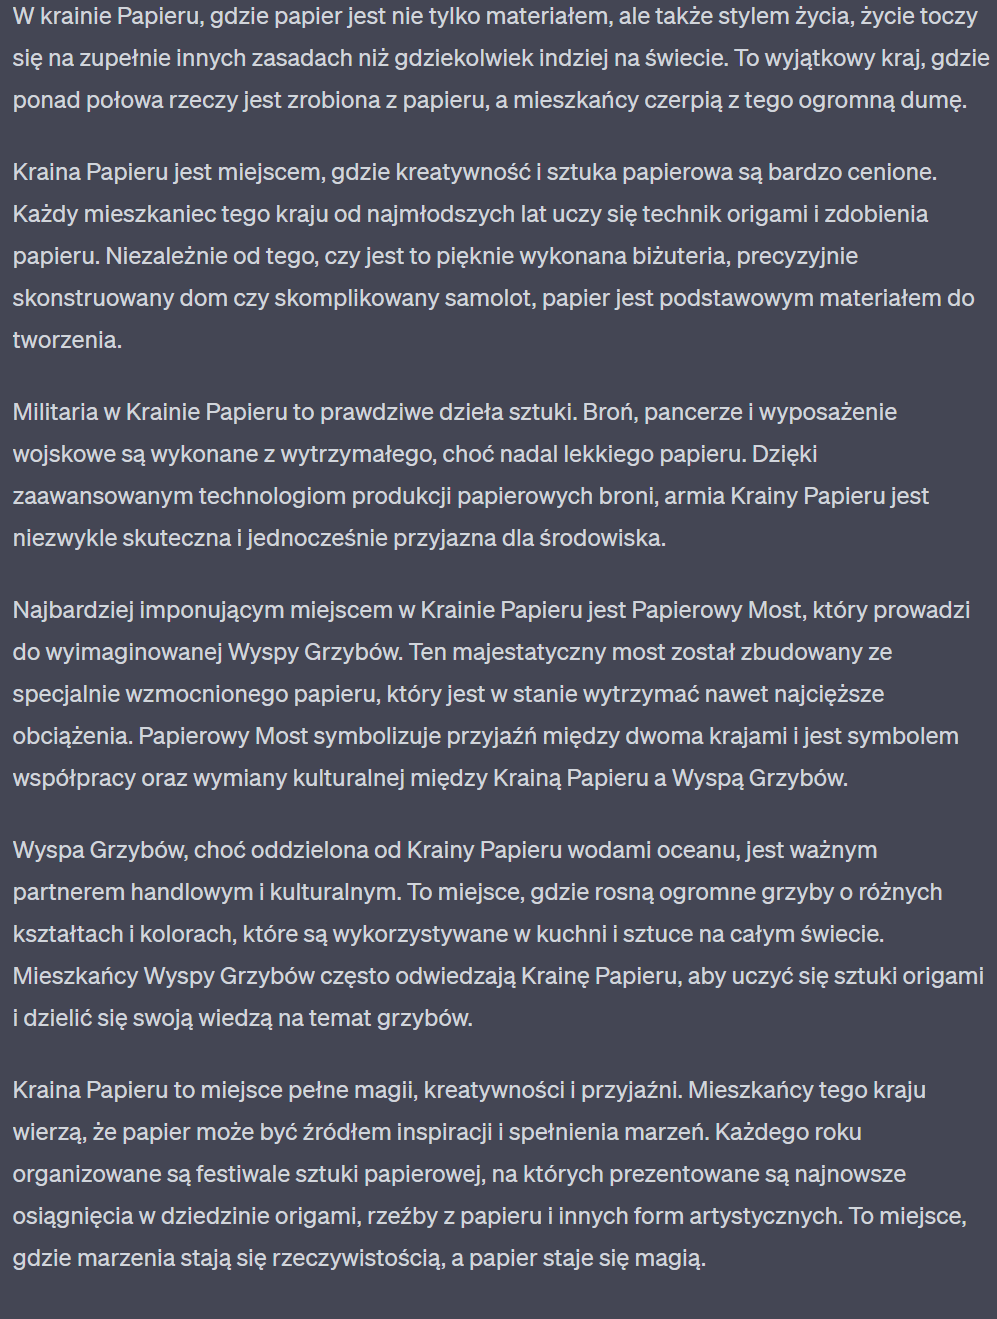 W krainie Papieru, gdzie papier jest nie tylko materiałem, ale także stylem życia, życie toczy
się na zupełnie innych zasadach niż gdziekolwiek indziej na świecie. To wyjątkowy kraj, gdzie
ponad połowa rzeczy jest zrobiona z papieru, a mieszkańcy czerpią z tego ogromną dumę.
Kraina Papieru jest miejscem, gdzie kreatywność i sztuka papierowa są bardzo cenione.
Każdy mieszkaniec tego kraju od najmłodszych lat uczy się technik origami i zdobienia
papieru. Niezależnie od tego, czy jest to pięknie wykonana biżuteria, precyzyjnie
skonstruowany dom czy skomplikowany samolot, papier jest podstawowym materiałem do
tworzenia.
Militaria w Krainie Papieru to prawdziwe dzieła sztuki. Broń, pancerze i wyposażenie
wojskowe są wykonane z wytrzymałego, choć nadal lekkiego papieru. Dzięki
zaawansowanym technologiom produkcji papierowych broni, armia Krainy Papieru jest
niezwykle skuteczna i jednocześnie przyjazna dla środowiska.
Najbardziej imponującym miejscem w Krainie Papieru jest Papierowy Most, który prowadzi
do wyimaginowanej Wyspy Grzybów. Ten majestatyczny most został zbudowany ze
specjalnie wzmocnionego papieru, który jest w stanie wytrzymać nawet najcięższe
obciążenia. Papierowy Most symbolizuje przyjaźń między dwoma krajami i jest symbolem
współpracy oraz wymiany kulturalnej między Krainą Papieru a Wyspą Grzybów.
Wyspa Grzybów, choć oddzielona od Krainy Papieru wodami oceanu, jest ważnym
partnerem handlowym i kulturalnym. To miejsce, gdzie rosną ogromne grzyby o różnych
kształtach i kolorach, które są wykorzystywane w kuchni i sztuce na całym świecie.
Mieszkańcy Wyspy Grzybów często odwiedzają Krainę Papieru, aby uczyć się sztuki origami
i dzielić się swoją wiedzą na temat grzybów.
Kraina Papieru to miejsce pełne magii, kreatywności i przyjaźni. Mieszkańcy tego kraju
wierzą, że papier może być źródłem inspiracji i spełnienia marzeń. Każdego roku
organizowane są festiwale sztuki papierowej, na których prezentowane są najnowsze
osiągnięcia w dziedzinie origami, rzeźby z papieru i innych form artystycznych. To miejsce,
gdzie marzenia stają się rzeczywistością, a papier staje się magią.